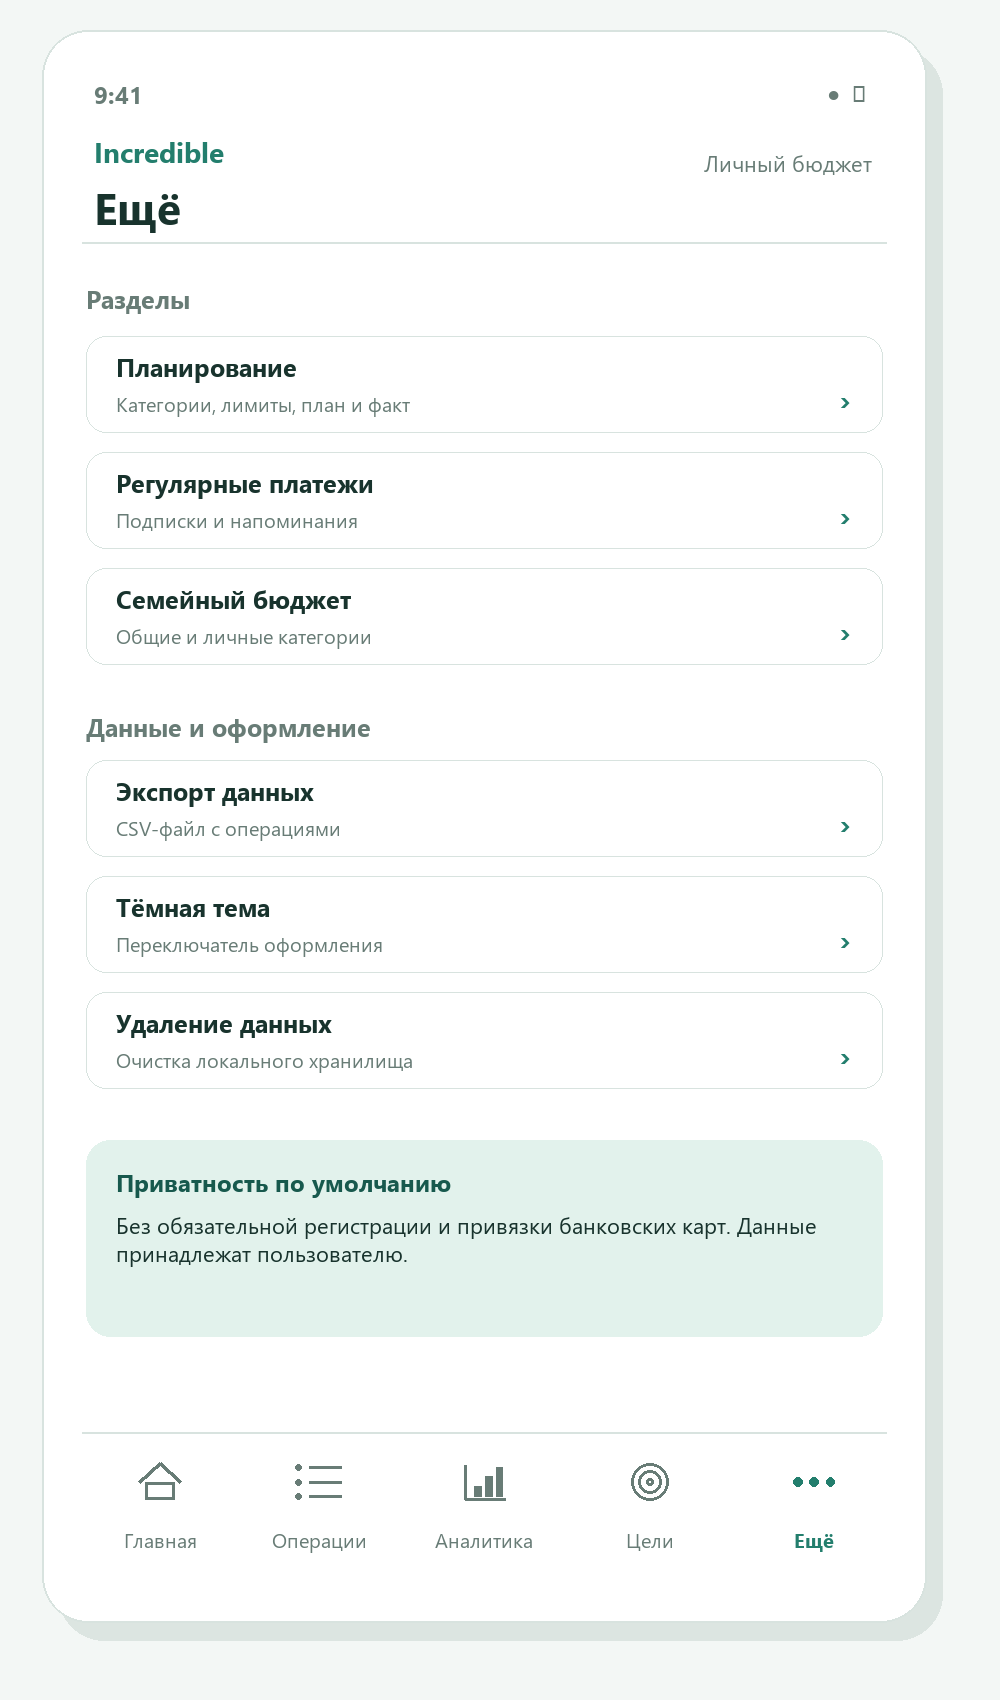 9:41
Incredible
Личный бюджет
Ещё
Разделы
Планирование
Категории, лимиты, план и факт
Регулярные платежи
Подписки и напоминания
Семейный бюджет
Общие и личные категории
Данные и оформление
Экспорт данных
CSV-файл с операциями
Тёмная тема
Переключатель оформления
Удаление данных
Очистка локального хранилища
Приватность по умолчанию
Без обязательной регистрации и привязки банковских карт. Данные
принадлежат пользователю.
Главная
Операции
Аналитика
Цели
Ещё